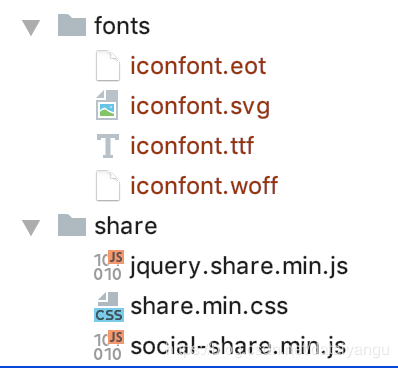 fonts
iconfont.eot
iconfont.svg
iconfont.ttf
iconfont.woff
share
jquery.share.min.js
share.min.css
social-share.min.js